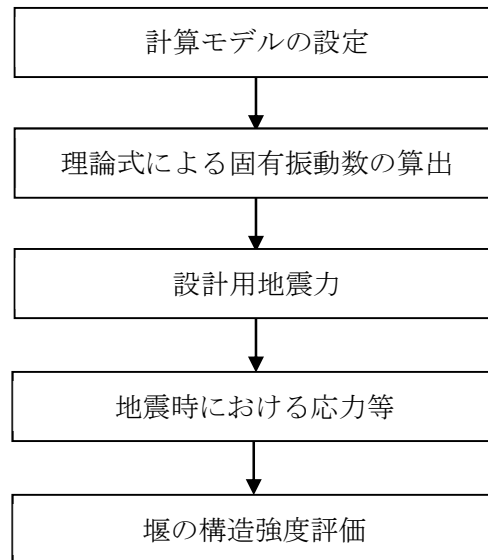 計算モデルの設定
理論式による固有振動数の算出
設計用地震力
地震時における応力等
堰の構造強度評価